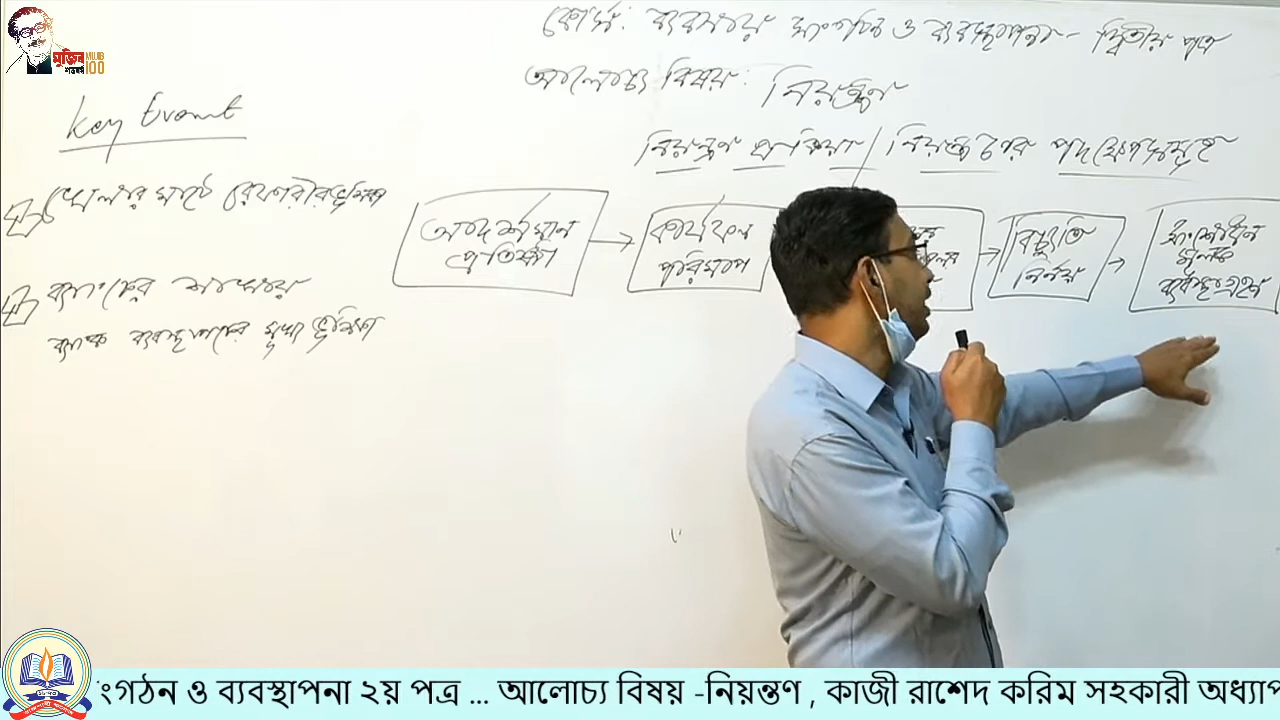 কোর্স: ব্যবসায় সংগঠন ও ব্যবস্থাপনা - দ্বিতীয় পত্র
আলোচ্য বিষয়: নিয়ন্ত্রণ
Key Event
নিয়ন্ত্রণ প্রক্রিয়া / নিয়ন্ত্রণের পদক্ষেপসমূহ
খেলার মাঠে রেফারীর ভূমিকা
ব্যাংকের শাখায়
ব্যাংক ব্যবস্থাপকের মূখ্য ভূমিকা
আদর্শমান
প্রতিষ্ঠা
কার্যফল
পরিমাপ
বিচ্যুতি
নির্ণয়
সংশোধন
মূলক
ব্যবস্থা গ্রহণ
মুজিব
শতবর্ষ
MUJIB
100
ংগঠন ও ব্যবস্থাপনা ২য় পত্র ... আলোচ্য বিষয় -নিয়ন্তণ , কাজী রাশেদ করিম সহকারী অধ্যাপ